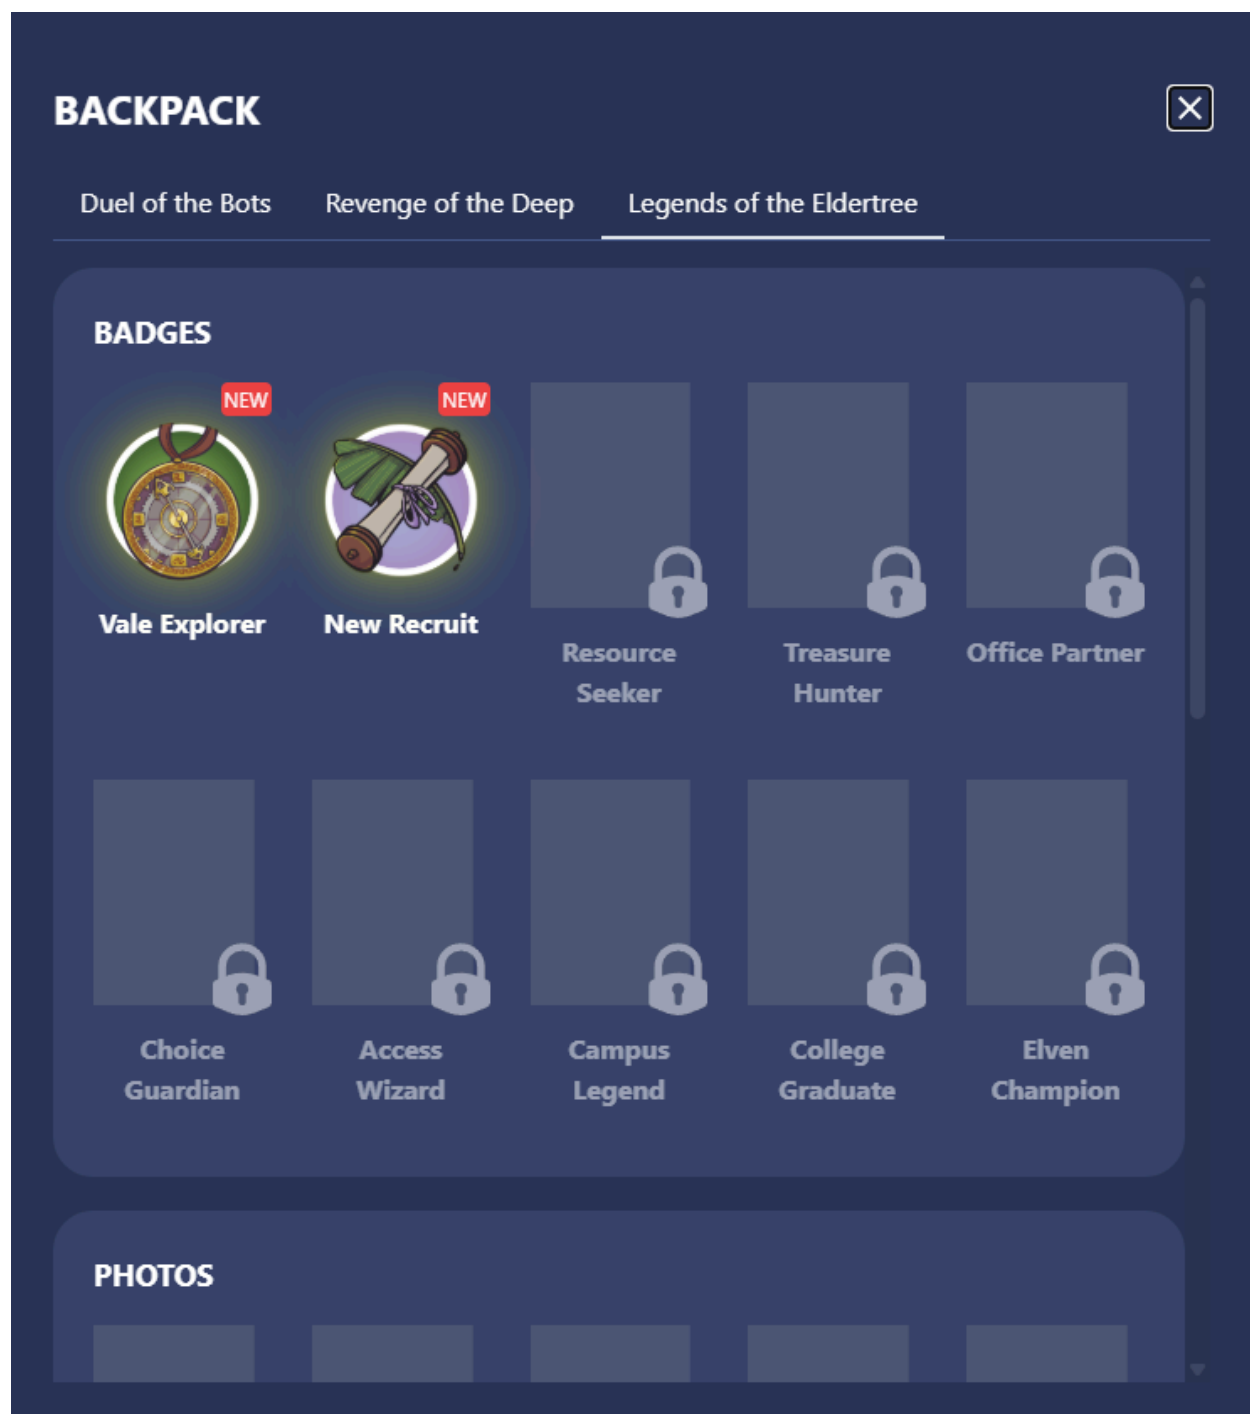 BACKPACK
Duel of the Bots
Revenge of the Deep
Legends of the Eldertree
BADGES
NEW
NEW
Vale Explorer
New Recruit
Resource
Seeker
Treasure
Hunter
Office Partner
Choice
Guardian
Access
Wizard
Campus
Legend
College
Graduate
Elven
Champion
PHOTOS